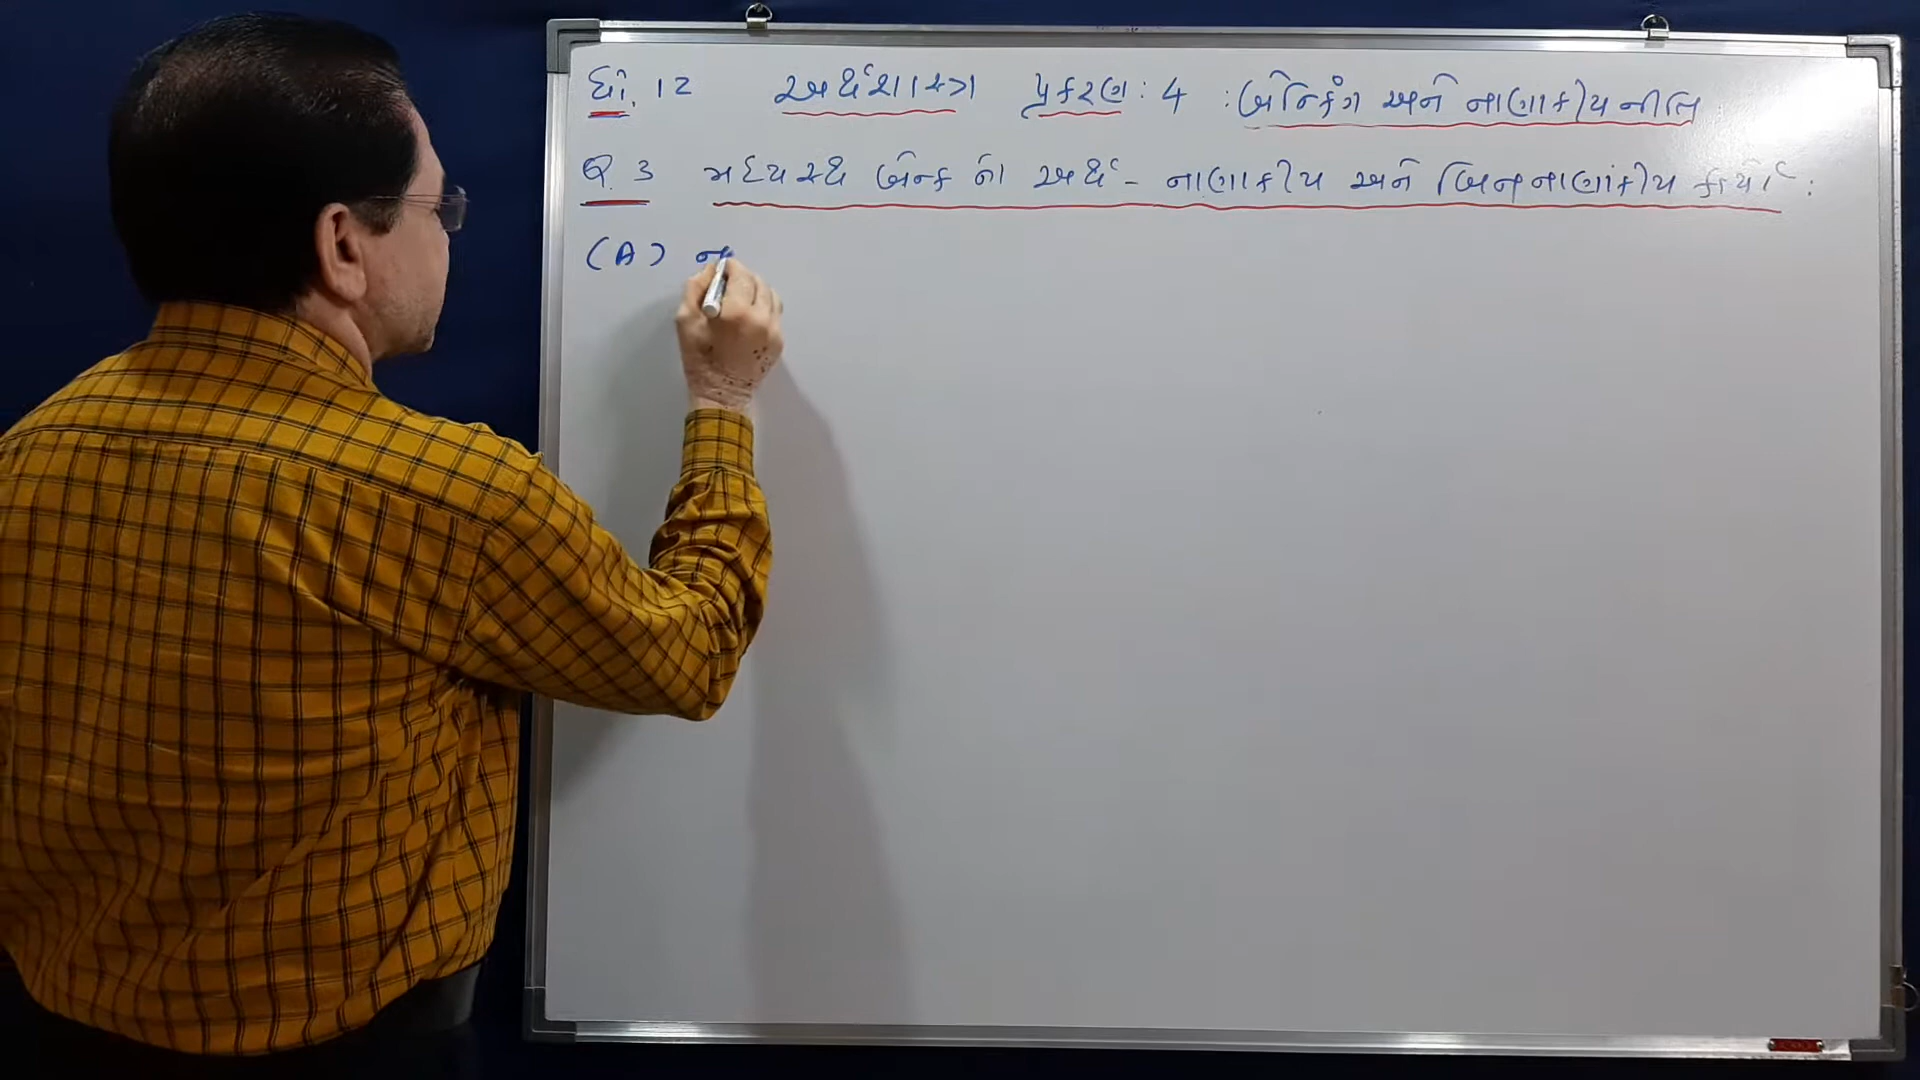 ધો. 12 અર્થશાસ્ત્ર પ્રકરણ : 4 : બેન્કિંગ અને નાણાકીય નીતિ
Q. 3 મધ્યસ્થ બેન્ક નો અર્થ - નાણાકીય અને બિનનાણાંકીય કાર્યો :
(A)